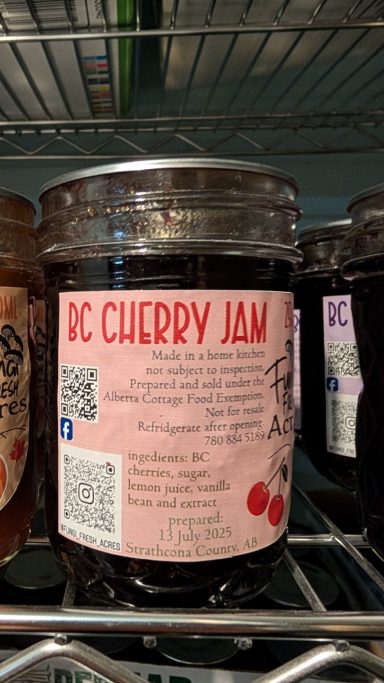 BC CHERRY JAM
Made in a home kitchen
not subject to inspection.
Prepared and sold under the
Alberta Cottage Food Exemption.
Not for resale.
Refridgerate after opening.
780 884 5189
ingedients: BC
cherries, sugar,
lemon juice, vanilla
bean and extract
prepared:
13 July 2025
Strathcona County, AB
@FUNGI_FRESH_ACRES
BC